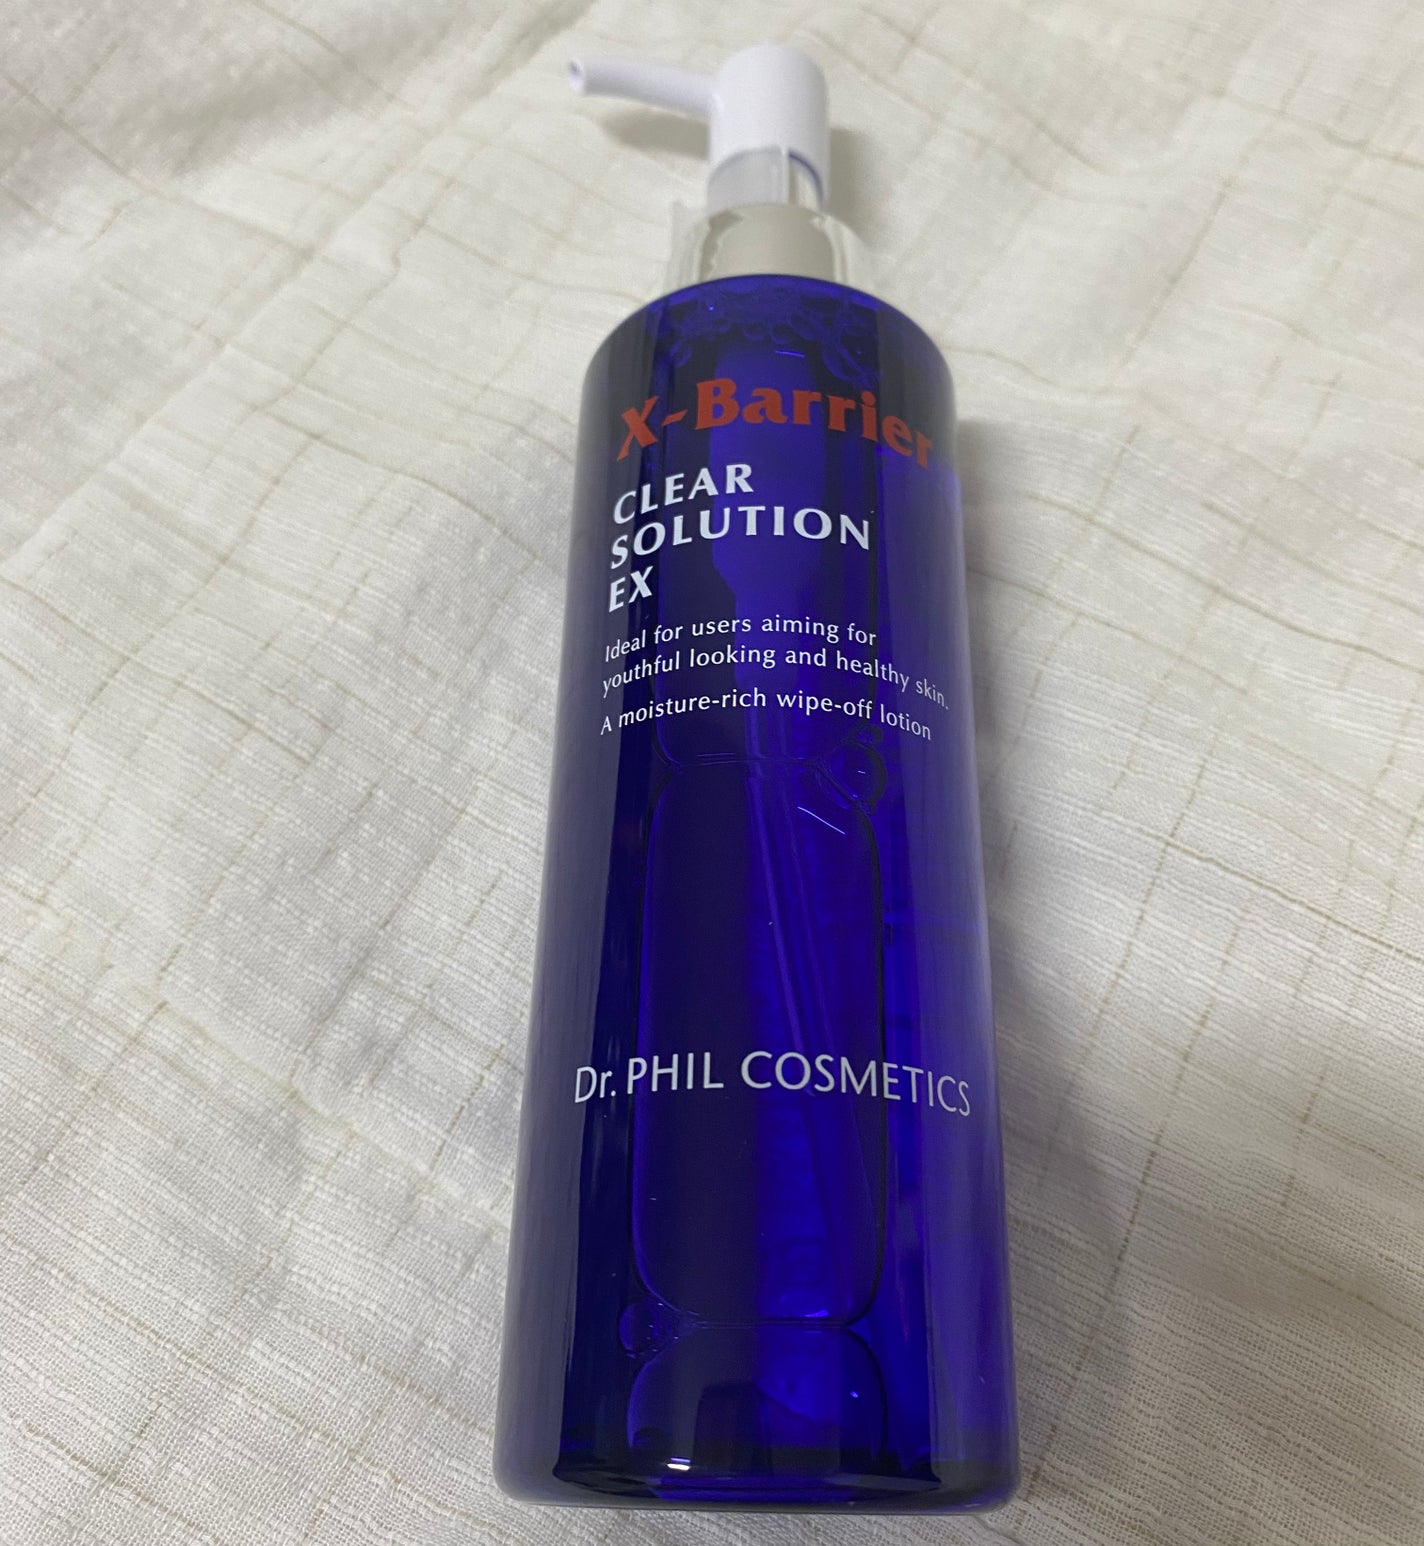 X-Barrier
CLEAR
SOLUTION
EX
Ideal for users aiming for
youthful looking and healthy skin.
A moisture-rich wipe-off lotion
Dr. PHIL COSMETICS